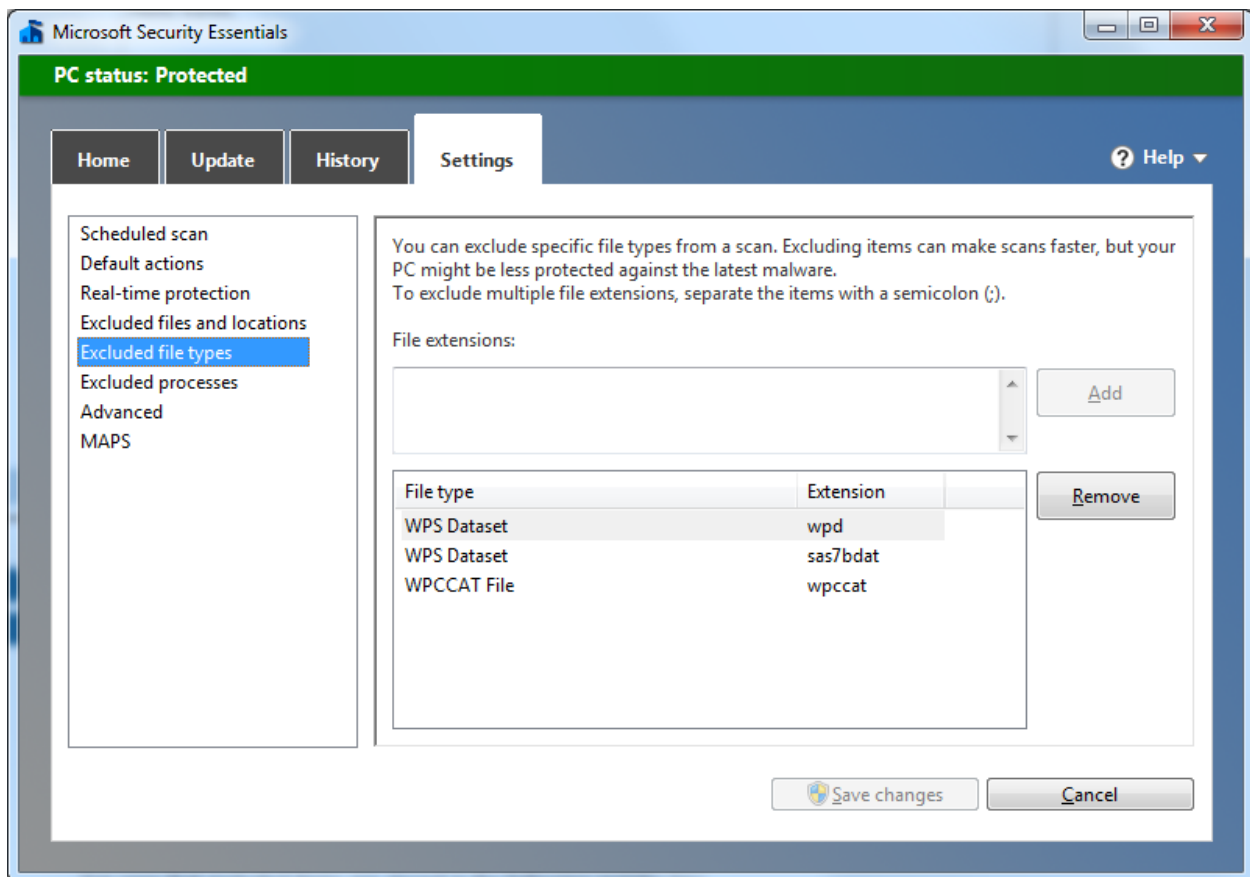 Microsoft Security Essentials
PC status: Protected
Home Update History Settings Help
Scheduled scan
Default actions
Real-time protection
Excluded files and locations
Excluded file types
Excluded processes
Advanced
MAPS
You can exclude specific file types from a scan. Excluding items can make scans faster, but your
PC might be less protected against the latest malware.
To exclude multiple file extensions, separate the items with a semicolon (;).
File extensions:
Add
File type Extension
WPS Dataset wpd
WPS Dataset sas7bdat
WPCCAT File wpccat
Remove
Save changes Cancel